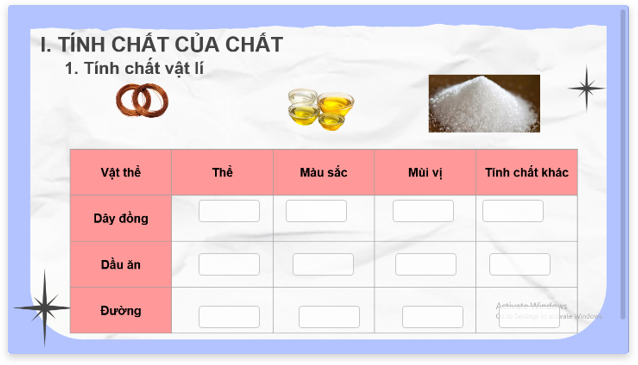 I. TÍNH CHẤT CỦA CHẤT
1. Tính chất vật lí
Vật thể Thể Màu sắc Mùi vị Tính chất khác
Dây đồng
Dầu ăn
Đường
Activate Windows
Go to Settings to activate Windows.